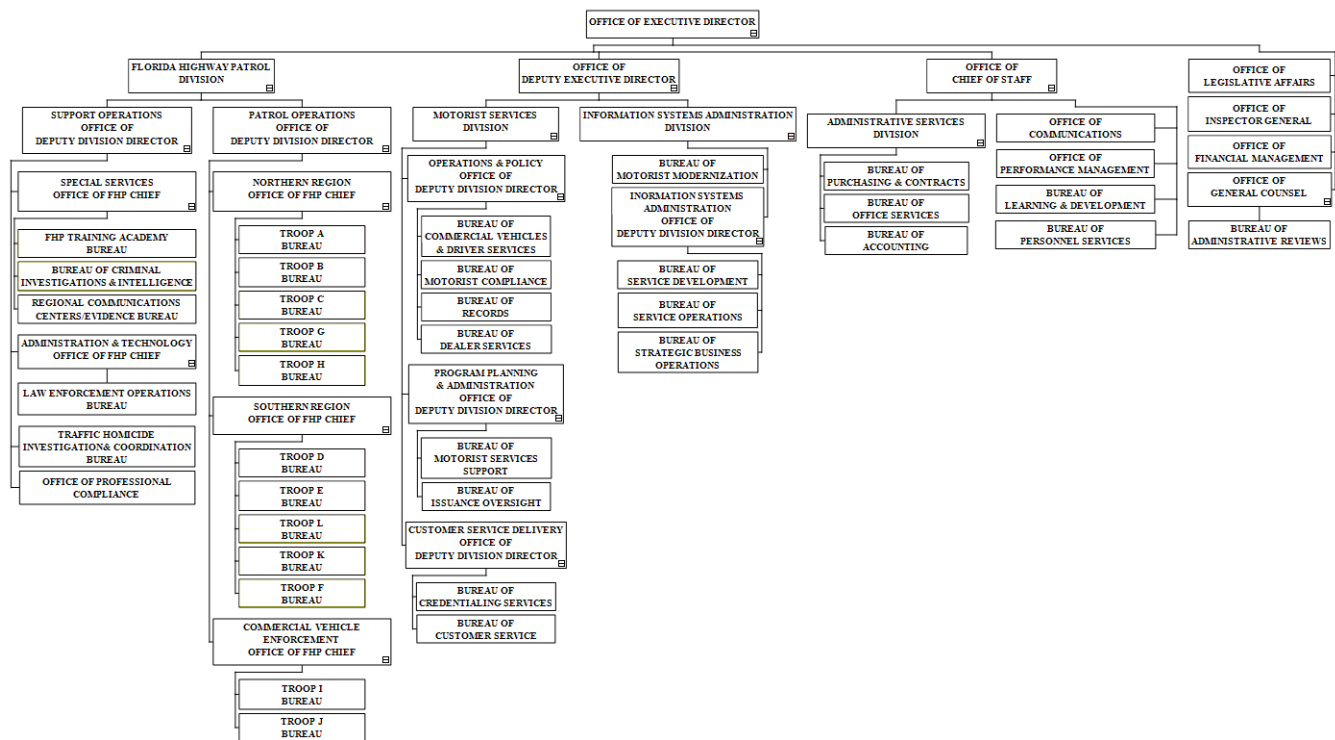 OFFICE OF EXECUTIVE DIRECTOR
FLORIDA HIGHWAY PATROL
DIVISION
SUPPORT OPERATIONS
OFFICE OF
DEPUTY DIVISION DIRECTOR
SPECIAL SERVICES
OFFICE OF FHP CHIEF
FHP TRAINING ACADEMY
BUREAU
BUREAU OF CRIMINAL
INVESTIGATIONS & INTELLIGENCE
REGIONAL COMMUNICATIONS
CENTERS/EVIDENCE BUREAU
ADMINISTRATION & TECHNOLOGY
OFFICE OF FHP CHIEF
LAW ENFORCEMENT OPERATIONS
BUREAU
TRAFFIC HOMICIDE
INVESTIGATION& COORDINATION
BUREAU
OFFICE OF PROFESSIONAL
COMPLIANCE
PATROL OPERATIONS
OFFICE OF
DEPUTY DIVISION DIRECTOR
NORTHERN REGION
OFFICE OF FHP CHIEF
TROOP A
BUREAU
TROOP B
BUREAU
TROOP C
BUREAU
TROOP G
BUREAU
TROOP H
BUREAU
SOUTHERN REGION
OFFICE OF FHP CHIEF
TROOP D
BUREAU
TROOP E
BUREAU
TROOP L
BUREAU
TROOP K
BUREAU
TROOP F
BUREAU
COMMERCIAL VEHICLE
ENFORCEMENT
OFFICE OF FHP CHIEF
TROOP I
BUREAU
TROOP J
BUREAU
OFFICE OF
DEPUTY EXECUTIVE DIRECTOR
MOTORIST SERVICES
DIVISION
OPERATIONS & POLICY
OFFICE OF
DEPUTY DIVISION DIRECTOR
BUREAU OF
COMMERCIAL VEHICLES
& DRIVER SERVICES
BUREAU OF
MOTORIST COMPLIANCE
BUREAU OF
RECORDS
BUREAU OF
DEALER SERVICES
PROGRAM PLANNING
& ADMINISTRATION
OFFICE OF
DEPUTY DIVISION DIRECTOR
BUREAU OF
MOTORIST SERVICES
SUPPORT
BUREAU OF
ISSUANCE OVERSIGHT
CUSTOMER SERVICE DELIVERY
OFFICE OF
DEPUTY DIVISION DIRECTOR
BUREAU OF
CREDENTIALING SERVICES
BUREAU OF
CUSTOMER SERVICE
INFORMATION SYSTEMS ADMINISTRATION
DIVISION
BUREAU OF
MOTORIST MODERNIZATION
INORMATION SYSTEMS
ADMINISTRATION
OFFICE OF
DEPUTY DIVISION DIRECTOR
BUREAU OF
SERVICE DEVELOPMENT
BUREAU OF
SERVICE OPERATIONS
BUREAU OF
STRATEGIC BUSINESS
OPERATIONS
OFFICE OF
CHIEF OF STAFF
ADMINISTRATIVE SERVICES
DIVISION
BUREAU OF
PURCHASING & CONTRACTS
BUREAU OF
OFFICE SERVICES
BUREAU OF
ACCOUNTING
OFFICE OF
COMMUNICATIONS
OFFICE OF
PERFORMANCE MANAGEMENT
BUREAU OF
LEARNING & DEVELOPMENT
BUREAU OF
PERSONNEL SERVICES
OFFICE OF
LEGISLATIVE AFFAIRS
OFFICE OF
INSPECTOR GENERAL
OFFICE OF
FINANCIAL MANAGEMENT
OFFICE OF
GENERAL COUNSEL
BUREAU OF
ADMINISTRATIVE REVIEWS